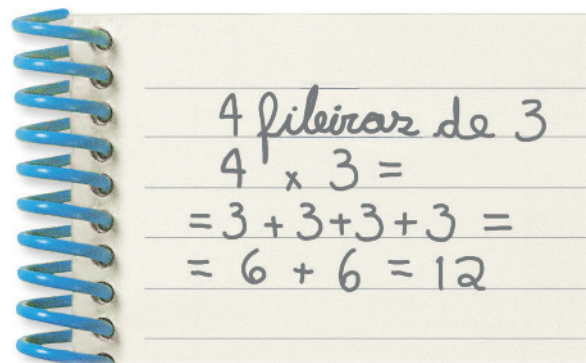 4 fileiras de 3
4 x 3 =
= 3 + 3 + 3 + 3 =
= 6 + 6 = 12